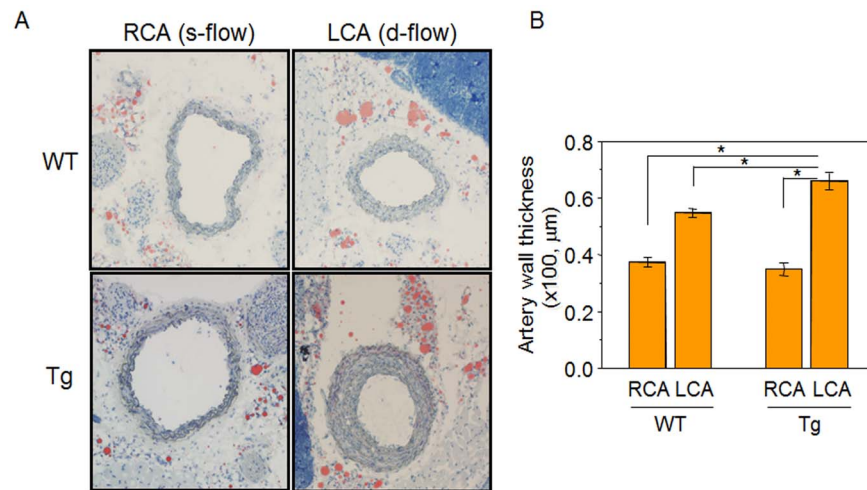 A
RCA (s-flow)
LCA (d-flow)
WT
Tg
B
Artery wall thickness
(x100, μm)
0.8
0.6
0.4
0.6
0.0
*
*
*
RCA LCA
RCA LCA
WT
Tg